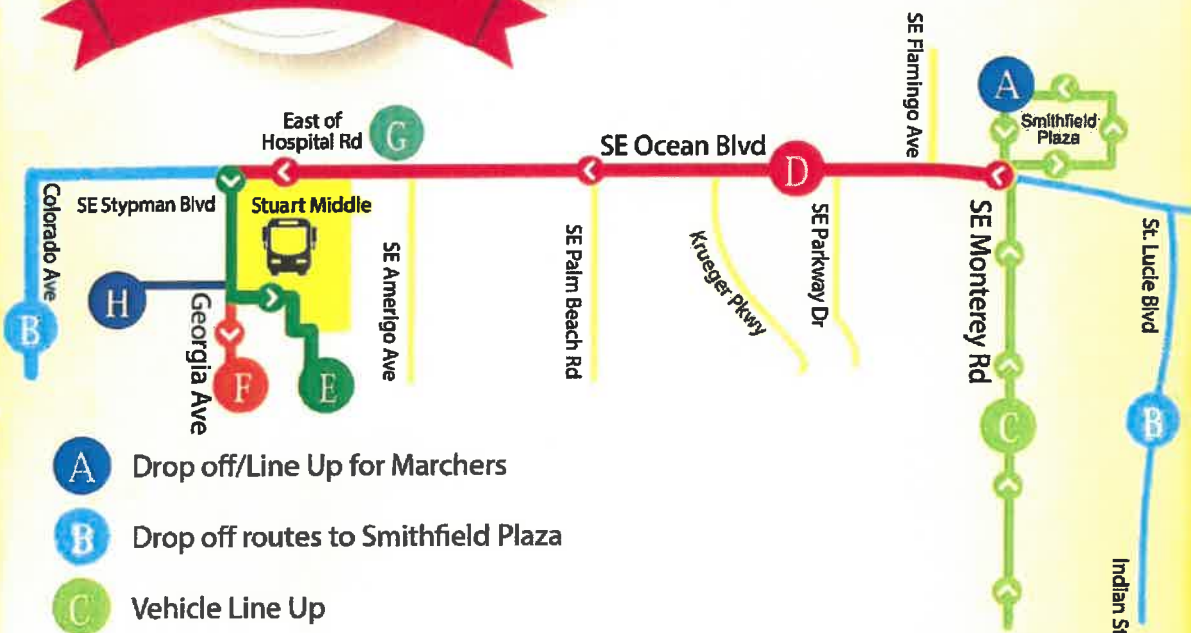 SE Flamingo Ave
A
Smithfield
Plaza
East of
Hospital Rd
G
SE Ocean Blvd
D
Colorado Ave
SE Stypman Blvd
Stuart Middle
SE Amerigo Ave
SE Palm Beach Rd
Krueger Pkwy
SE Parkway Dr
SE Monterey Rd
St. Lucie Blvd
H
B
Georgia Ave
F
E
C
B
Indian St
A Drop off/Line Up for Marchers
B Drop off routes to Smithfield Plaza
C Vehicle Line Up